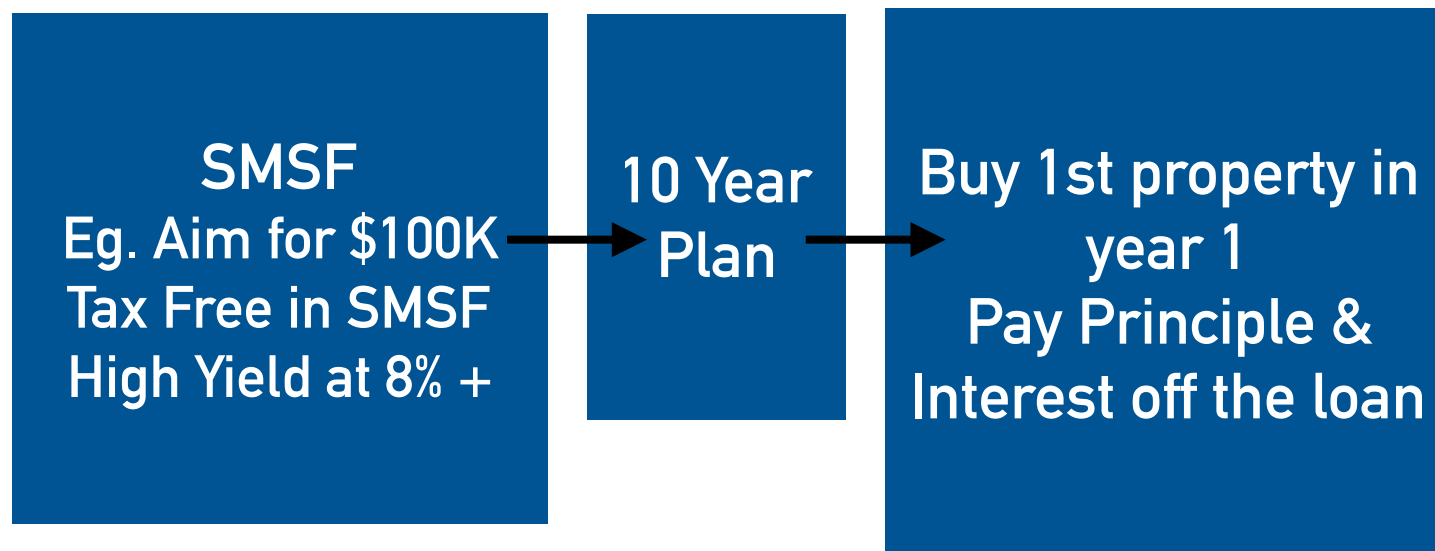 SMSF
Eg. Aim for $100K
Tax Free in SMSF
High Yield at 8% +
10 Year
Plan
Buy 1st property in
year 1
Pay Principle &
Interest off the loan